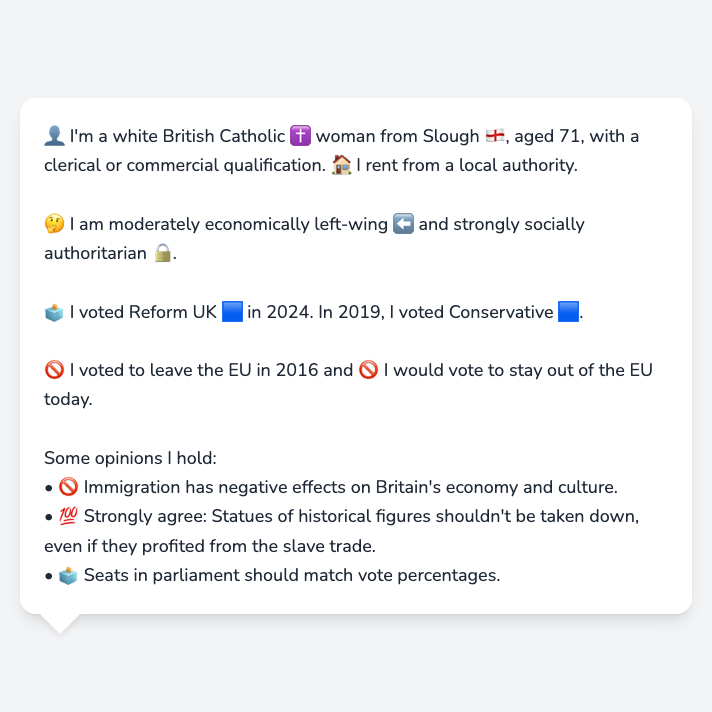 👤 I'm a white British Catholic ✝️ woman from Slough 🏴󠁧󠁢󠁥󠁮󠁧󠁿, aged 71, with a
clerical or commercial qualification. 🏠 I rent from a local authority.
🤔 I am moderately economically left-wing ⬅️ and strongly socially
authoritarian 🔒.
🗳️ I voted Reform UK 🟦 in 2024. In 2019, I voted Conservative 🟦.
🚫 I voted to leave the EU in 2016 and 🚫 I would vote to stay out of the EU
today.
Some opinions I hold:
• 🚫 Immigration has negative effects on Britain's economy and culture.
• 💯 Strongly agree: Statues of historical figures shouldn't be taken down,
even if they profited from the slave trade.
• 🗳️ Seats in parliament should match vote percentages.